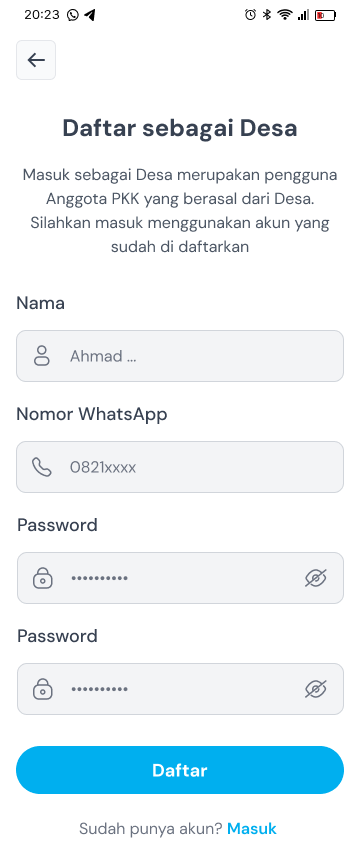 20:23
Daftar sebagai Desa
Masuk sebagai Desa merupakan pengguna
Anggota PKK yang berasal dari Desa.
Silahkan masuk menggunakan akun yang
sudah di daftarkan
Nama
Ahmad ...
Nomor WhatsApp
0821xxxx
Password
••••••••••
Password
••••••••••
Daftar
Sudah punya akun? Masuk